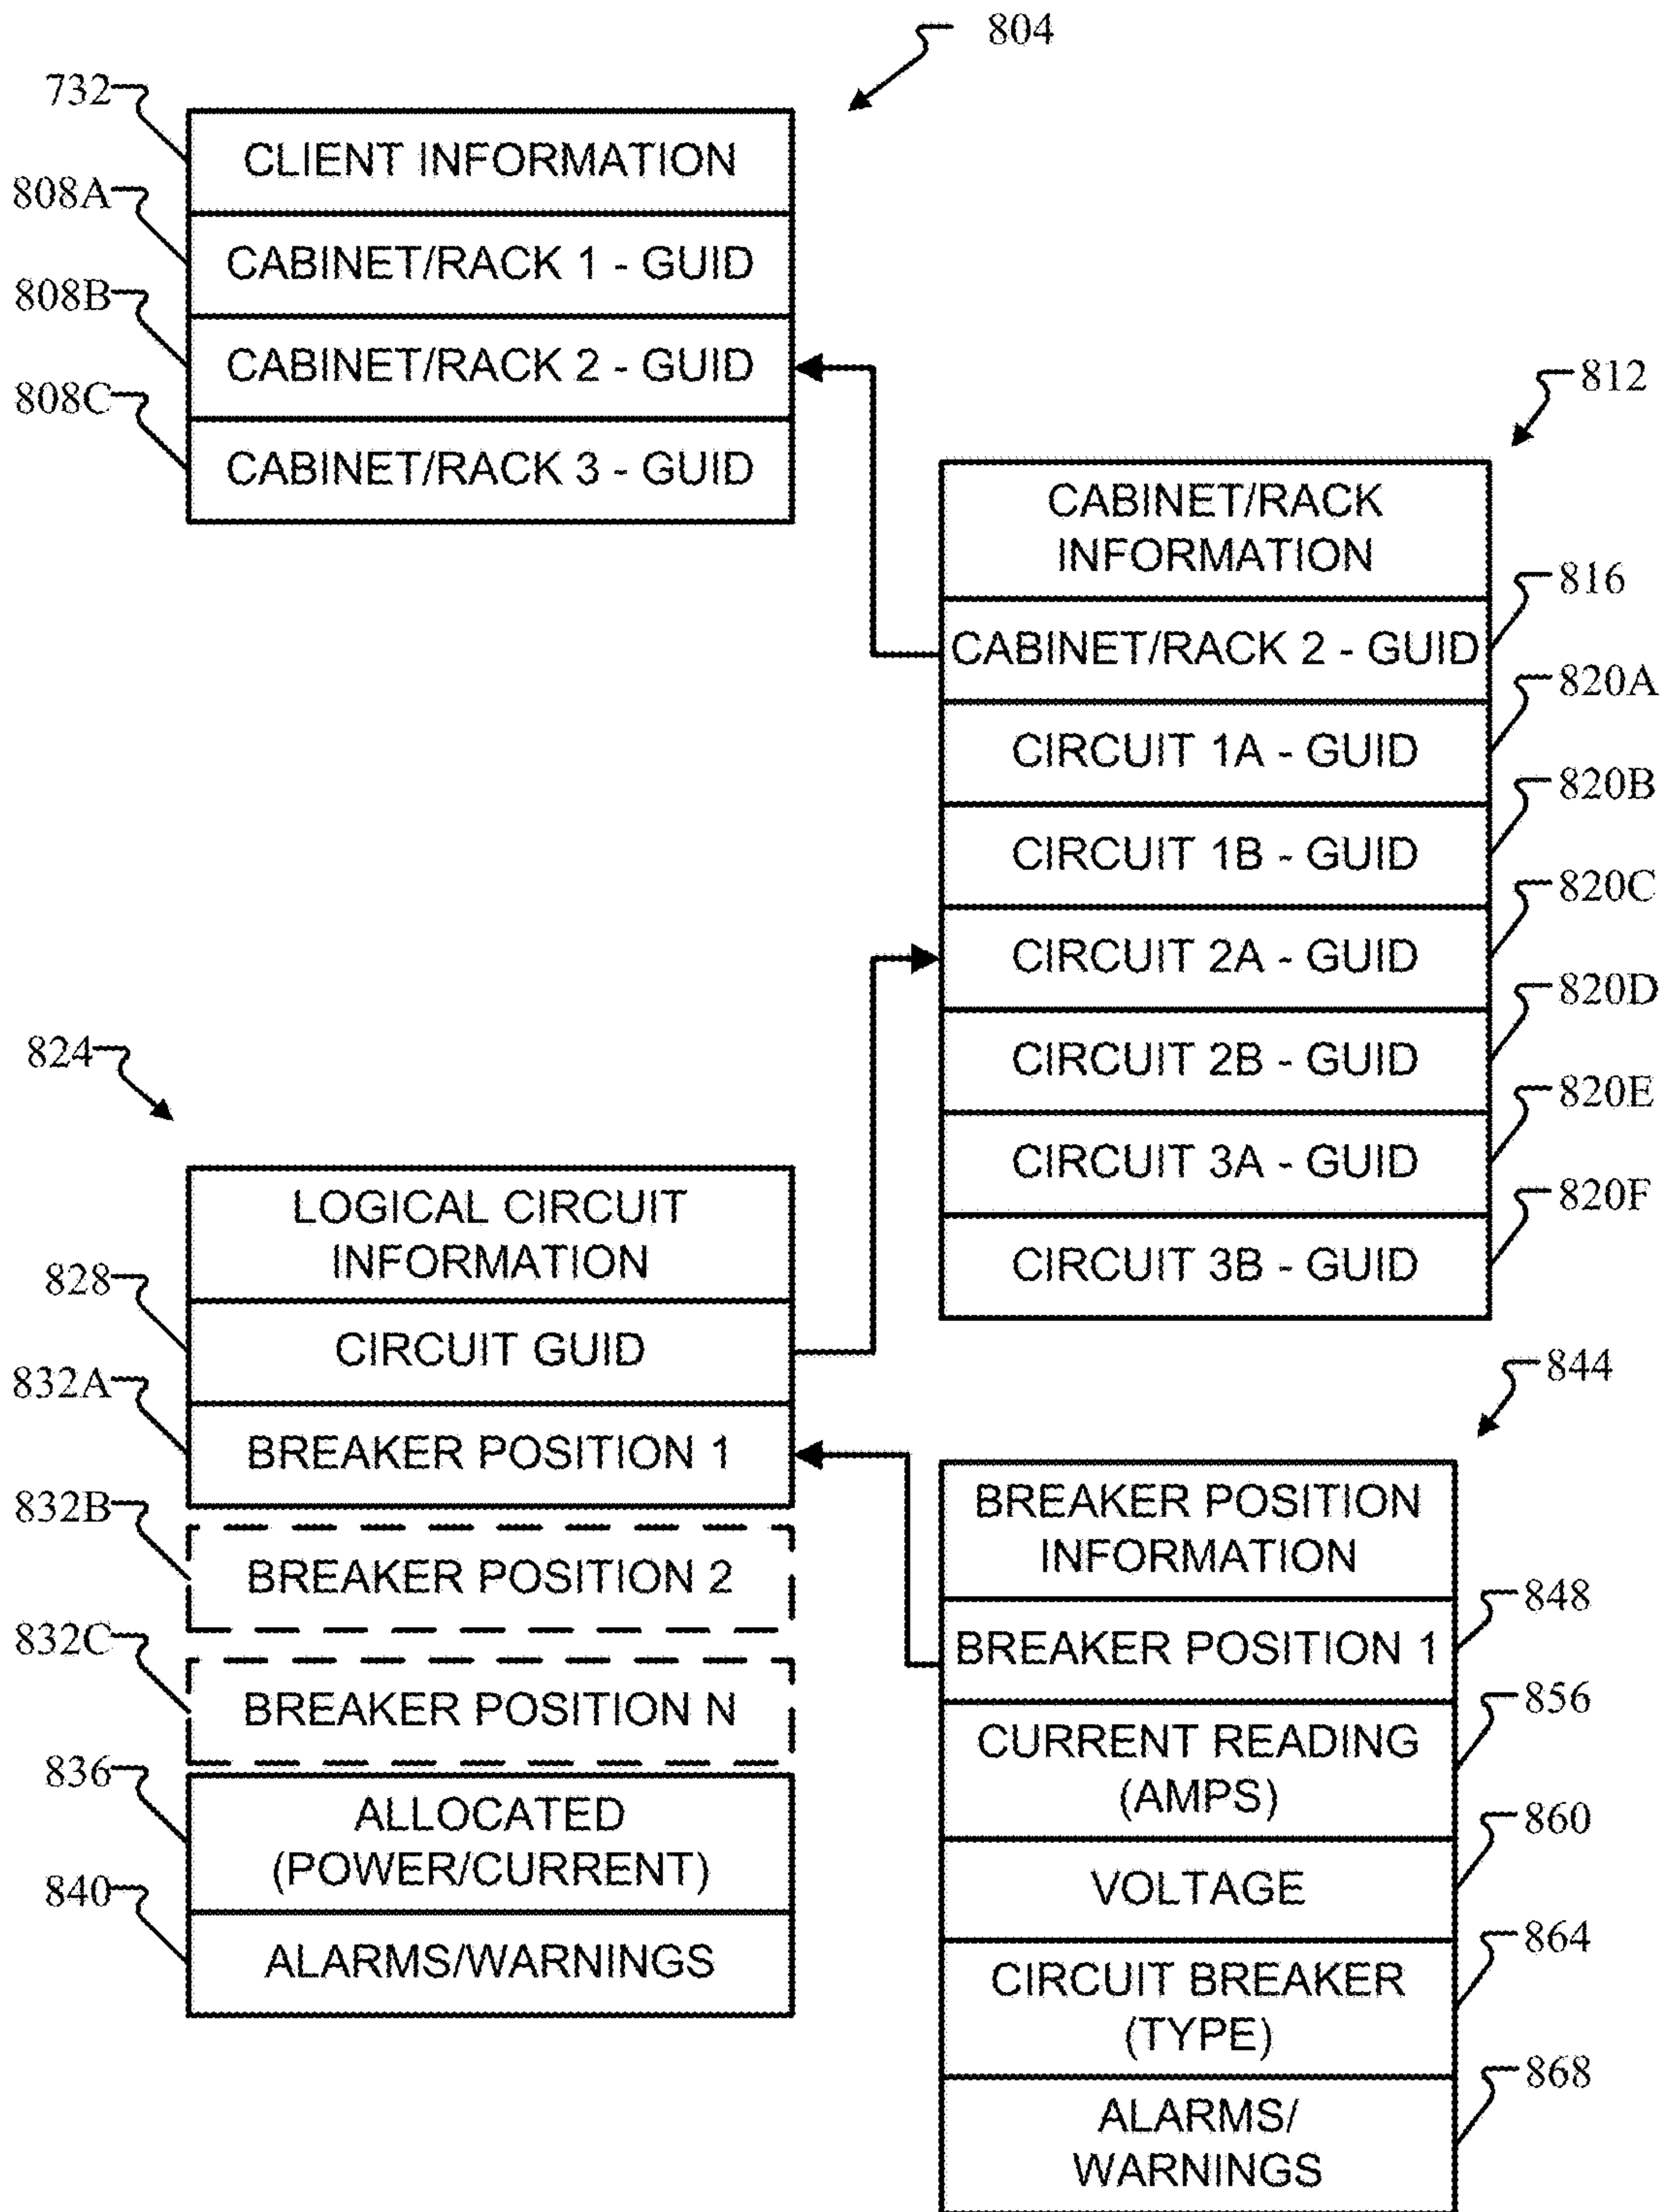 804
732
CLIENT INFORMATION
808A
CABINET/RACK 1 - GUID
808B
CABINET/RACK 2 - GUID
808C
CABINET/RACK 3 - GUID
812
CABINET/RACK
INFORMATION
816
CABINET/RACK 2 - GUID
820A
CIRCUIT 1A - GUID
820B
CIRCUIT 1B - GUID
820C
CIRCUIT 2A - GUID
820D
CIRCUIT 2B - GUID
820E
CIRCUIT 3A - GUID
820F
CIRCUIT 3B - GUID
824
LOGICAL CIRCUIT
INFORMATION
828
CIRCUIT GUID
832A
BREAKER POSITION 1
832B
BREAKER POSITION 2
832C
BREAKER POSITION N
836
ALLOCATED
(POWER/CURRENT)
840
ALARMS/WARNINGS
844
BREAKER POSITION
INFORMATION
848
BREAKER POSITION 1
856
CURRENT READING
(AMPS)
860
VOLTAGE
864
CIRCUIT BREAKER
(TYPE)
868
ALARMS/
WARNINGS